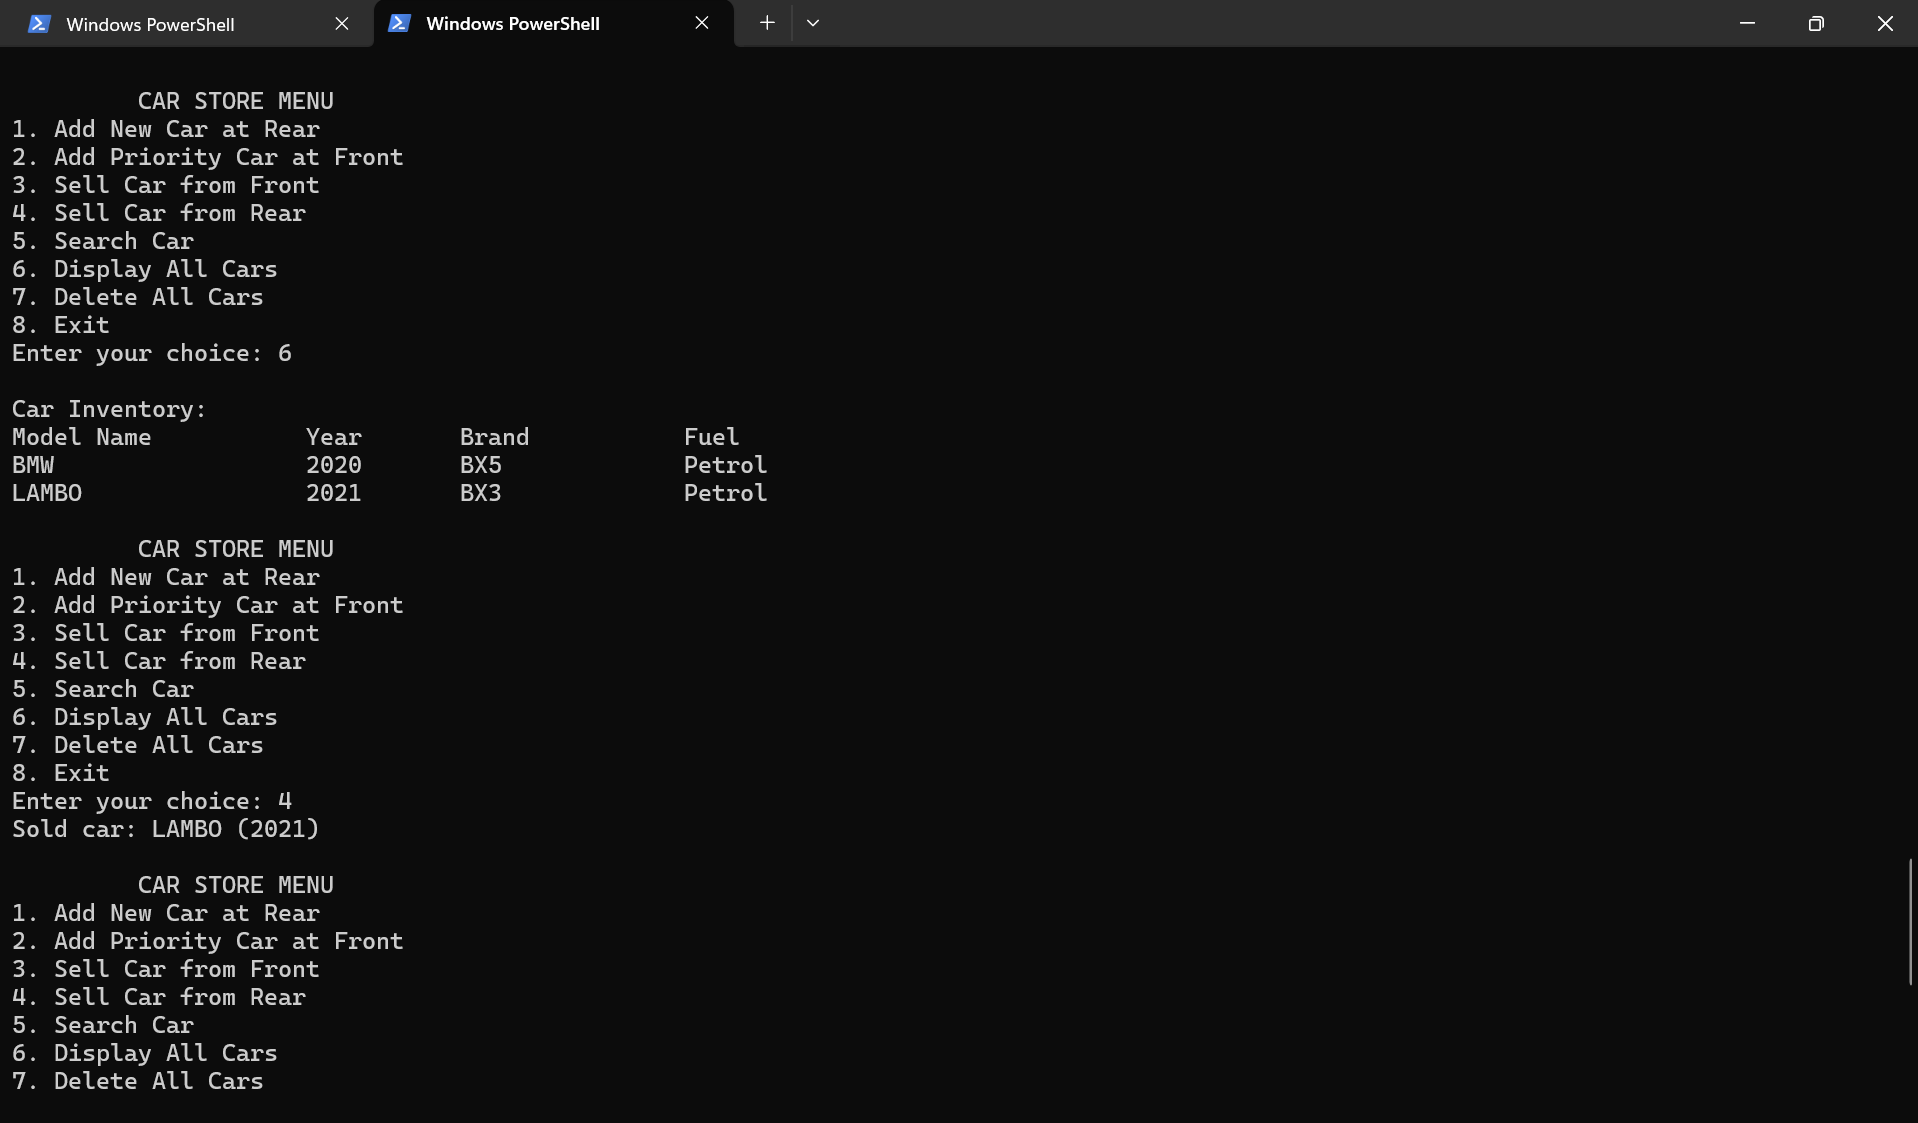 Windows PowerShell
Windows PowerShell
CAR STORE MENU
1. Add New Car at Rear
2. Add Priority Car at Front
3. Sell Car from Front
4. Sell Car from Rear
5. Search Car
6. Display All Cars
7. Delete All Cars
8. Exit
Enter your choice: 6
Car Inventory:
Model Name Year Brand Fuel
BMW 2020 BX5 Petrol
LAMBO 2021 BX3 Petrol
CAR STORE MENU
1. Add New Car at Rear
2. Add Priority Car at Front
3. Sell Car from Front
4. Sell Car from Rear
5. Search Car
6. Display All Cars
7. Delete All Cars
8. Exit
Enter your choice: 4
Sold car: LAMBO (2021)
CAR STORE MENU
1. Add New Car at Rear
2. Add Priority Car at Front
3. Sell Car from Front
4. Sell Car from Rear
5. Search Car
6. Display All Cars
7. Delete All Cars